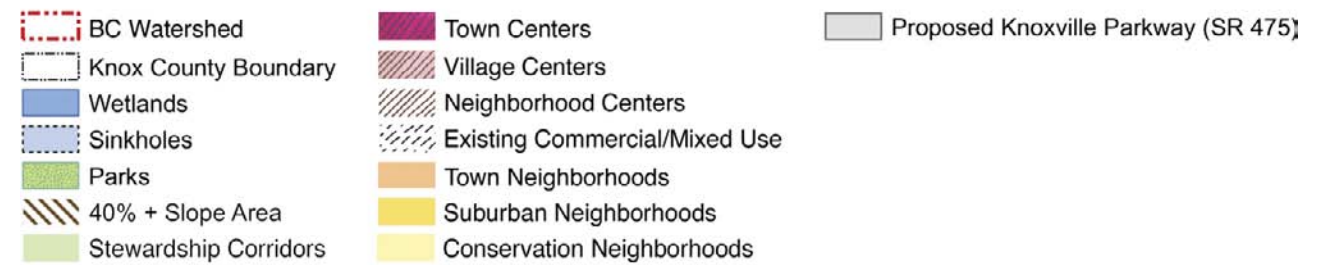 BC Watershed
Knox County Boundary
Wetlands
Sinkholes
Parks
40% + Slope Area
Stewardship Corridors
Town Centers
Village Centers
Neighborhood Centers
Existing Commercial/Mixed Use
Town Neighborhoods
Suburban Neighborhoods
Conservation Neighborhoods
Proposed Knoxville Parkway (SR 475)